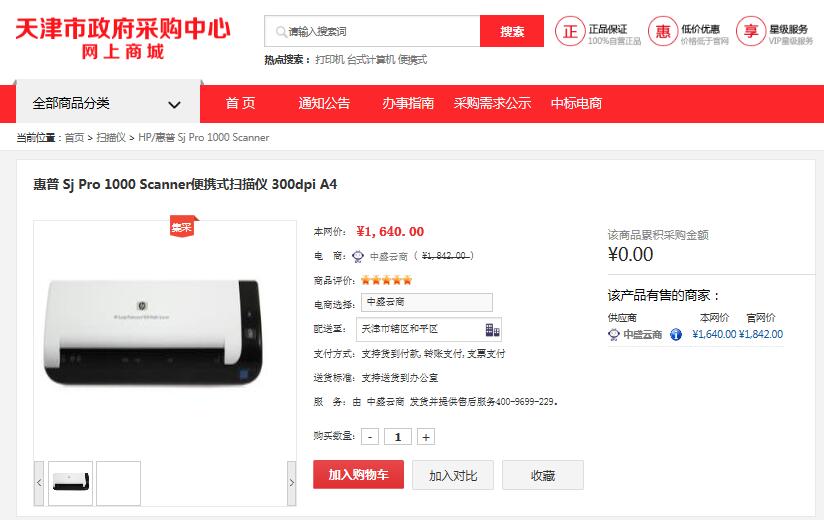 天津市政府采购中心
网上商城
请输入搜索词
搜索
热点搜索：打印机 台式计算机 便携式
正 正品保证
100%自营正品
惠 低价优惠
价格低于官网
享 星级服务
VIP星级服务
全部商品分类
首 页 通知公告 办事指南 采购需求公示 中标电商
当前位置：首页 > 扫描仪 > HP/惠普 Sj Pro 1000 Scanner
惠普 Sj Pro 1000 Scanner便携式扫描仪 300dpi A4
集采
hp
本网价: ¥1,640.00
电 商: 中盛云商 ( ¥1,842.00 )
商品评价:
电商选择: 中盛云商
配送至: 天津市辖区和平区
支付方式: 支持货到付款,转账支付,支票支付
送货标准: 支持送货到办公室
服 务: 由 中盛云商 发货并提供售后服务400-9699-229.
购买数量: - 1 +
加入购物车 加入对比 收藏
该商品累积采购金额
¥0.00
该产品有售的商家：
供应商 本网价 官网价
中盛云商 ¥1,640.00 ¥1,842.00